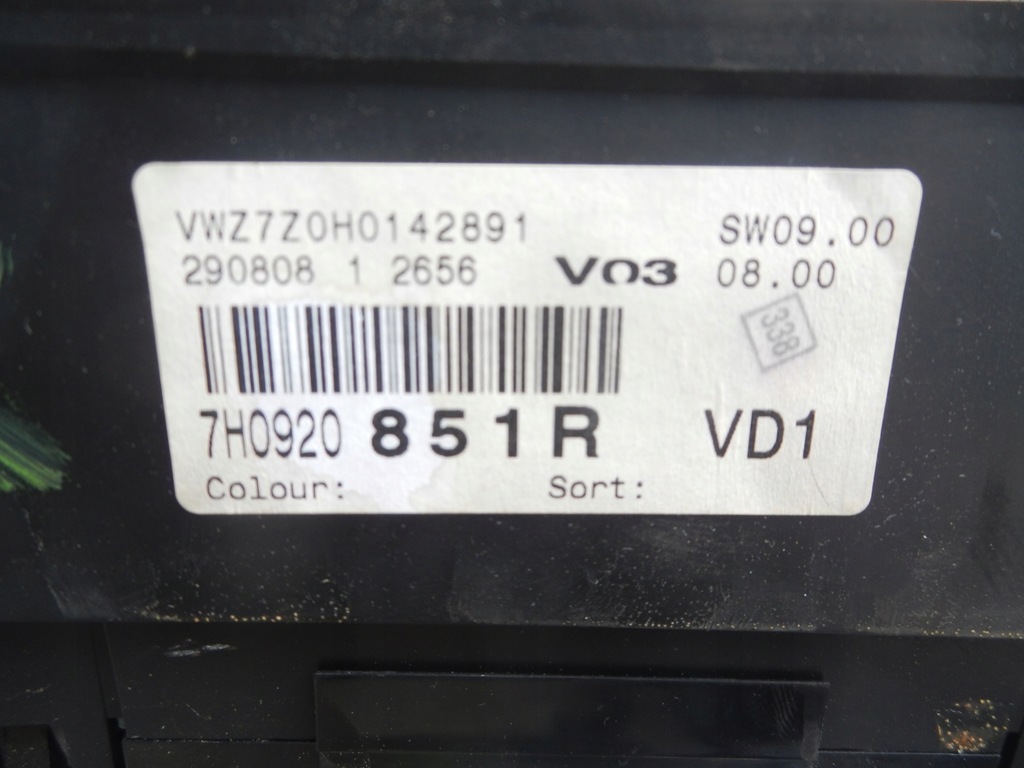 VWZ7Z0H0142891 SW09.00
290808 1 2656 V03 08.00
338
7H0920 851R VD1
Colour: Sort: